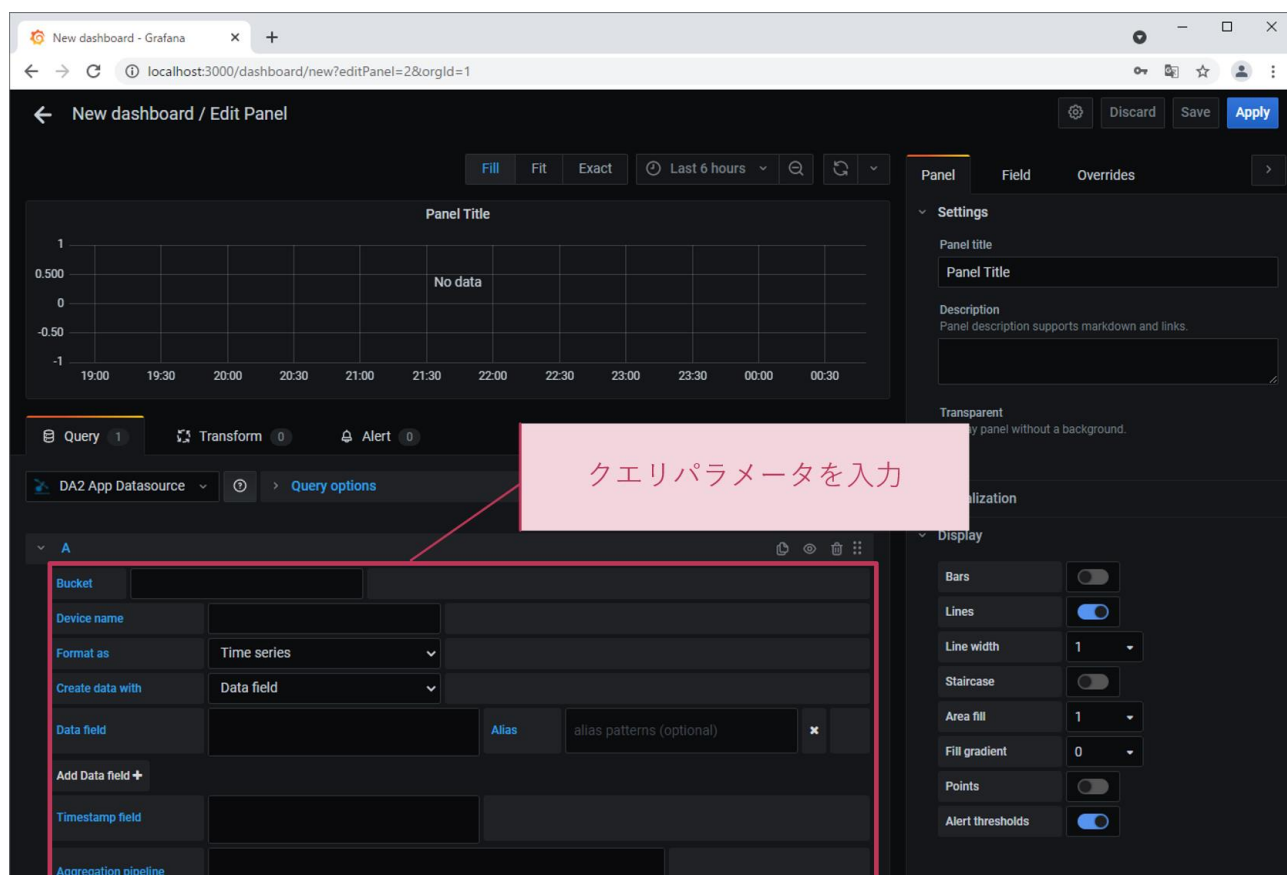 New dashboard - Grafana
localhost:3000/dashboard/new?editPanel=2&orgId=1
New dashboard / Edit Panel
Discard
Save
Apply
Fill
Fit
Exact
Last 6 hours
Panel
Field
Overrides
Panel Title
1
0.500
0
-0.50
-1
No data
19:00
19:30
20:00
20:30
21:00
21:30
22:00
22:30
23:00
23:30
00:00
00:30
Settings
Panel title
Panel Title
Description
Panel description supports markdown and links.
Transparent
panel without a background.
Query 1
Transform 0
Alert 0
DA2 App Datasource
Query options
クエリパラメータを入力
A
Bucket
Device name
Format as
Time series
Create data with
Data field
Data field
Alias
alias patterns (optional)
Add Data field
Timestamp field
Aggregation pipeline
Display
Bars
Lines
Line width
1
Staircase
Area fill
1
Fill gradient
0
Points
Alert thresholds